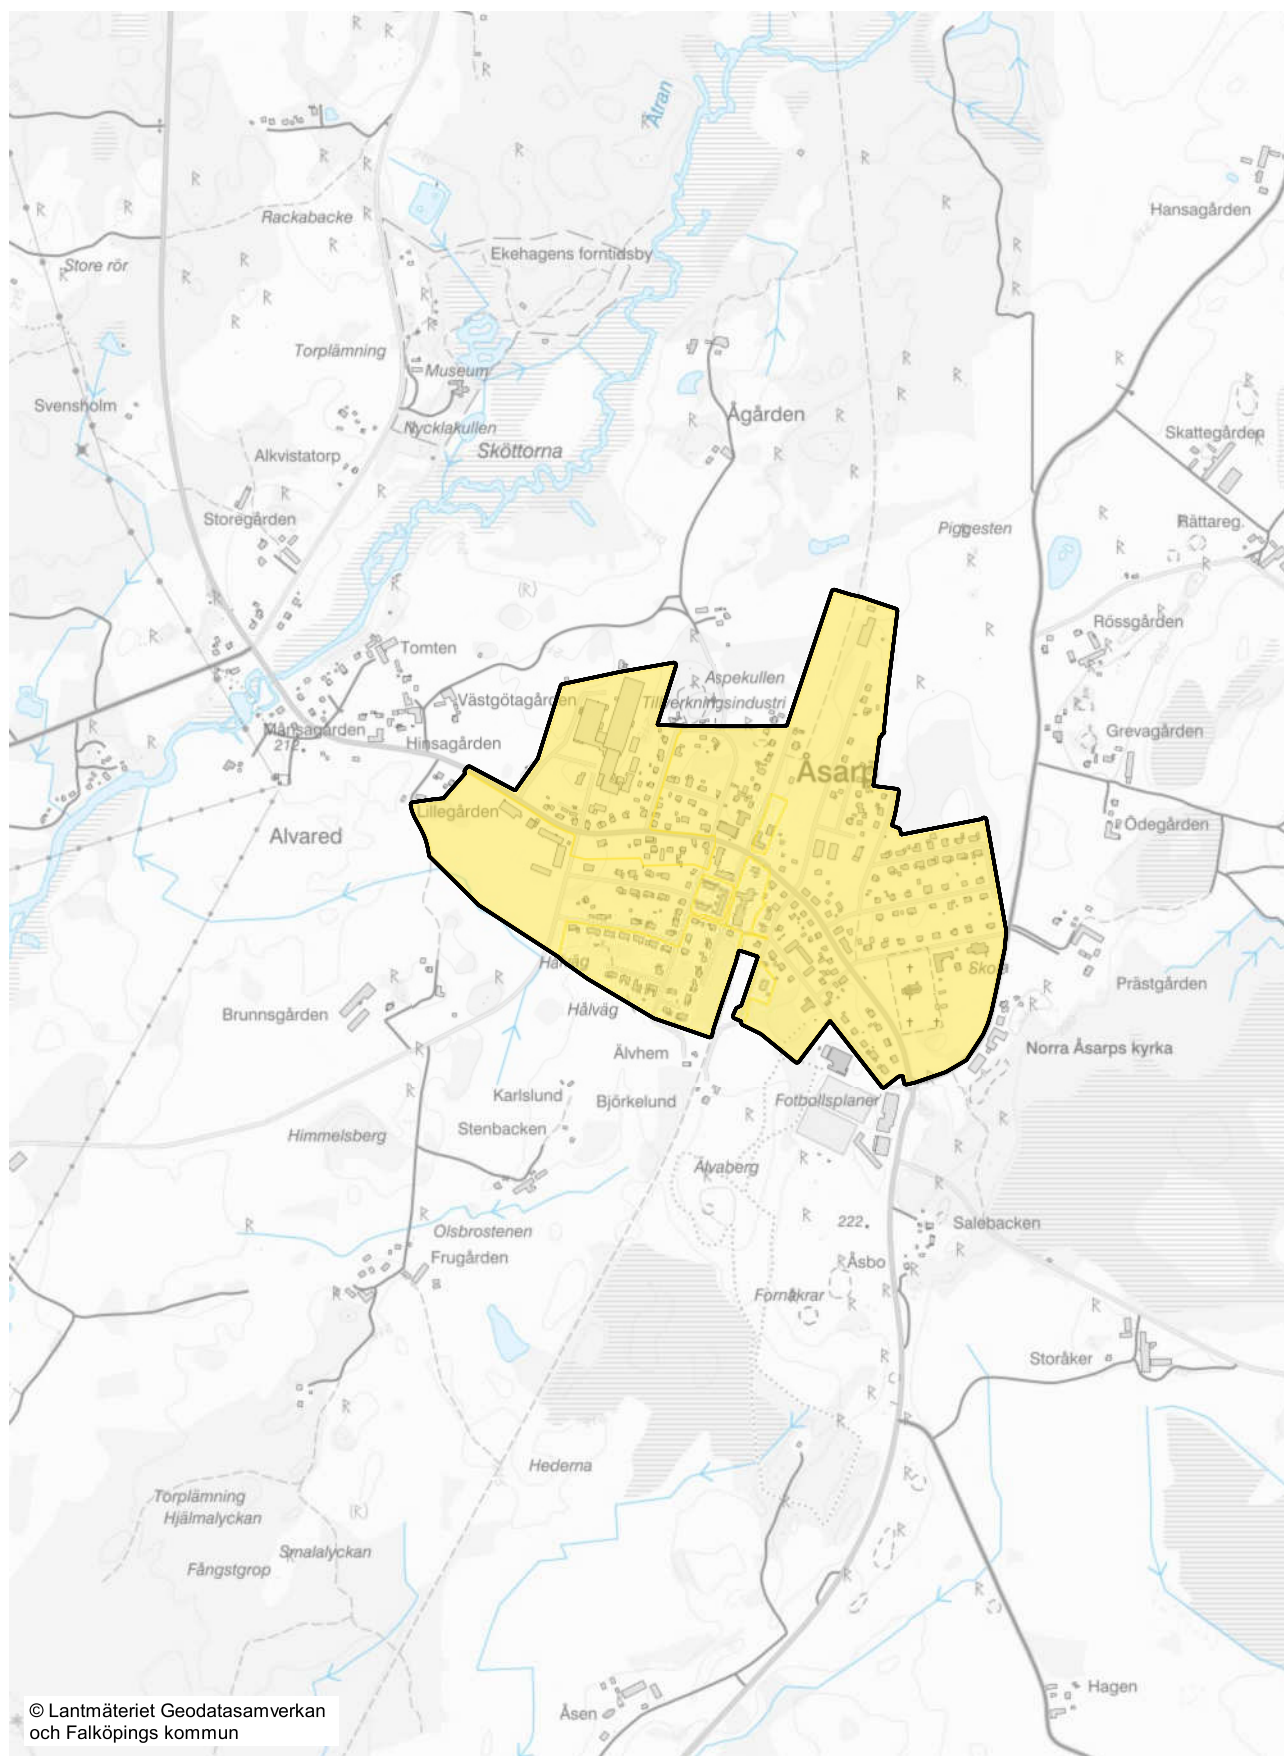 Ätran
Hansagården
Rackabacke
Ekehagens forntidsby
Store rör
Torplämning
Museum
Svensholm
Ågården
Nycklakullen
Skattegården
Sköttorna
Alkvistatorp
Storegården
Rättareg.
Piggesten
(R)
Rössgården
Tomten
Aspekullen
Västgötagården
Tillverkningsindustri
Månsagården
212.
Hinsagården
Grevagården
Åsarp
Lillegården
Ödegården
Alvared
Hålväg
Skola
Prästgården
Hålväg
Brunnsgården
Älvhem
Norra Åsarps kyrka
Karlslund
Björkelund
Fotbollsplaner
Stenbacken
Himmelsberg
Älvaberg
222.
Salebacken
Olsbrostenen
Frugården
Åsbo
Fornåkrar
Storåker
Hederna
Torplämning
Hjälmalyckan
(R)
Smalalyckan
Fångstgrop
Hagen
Åsen
© Lantmäteriet Geodatasamverkan
och Falköpings kommun